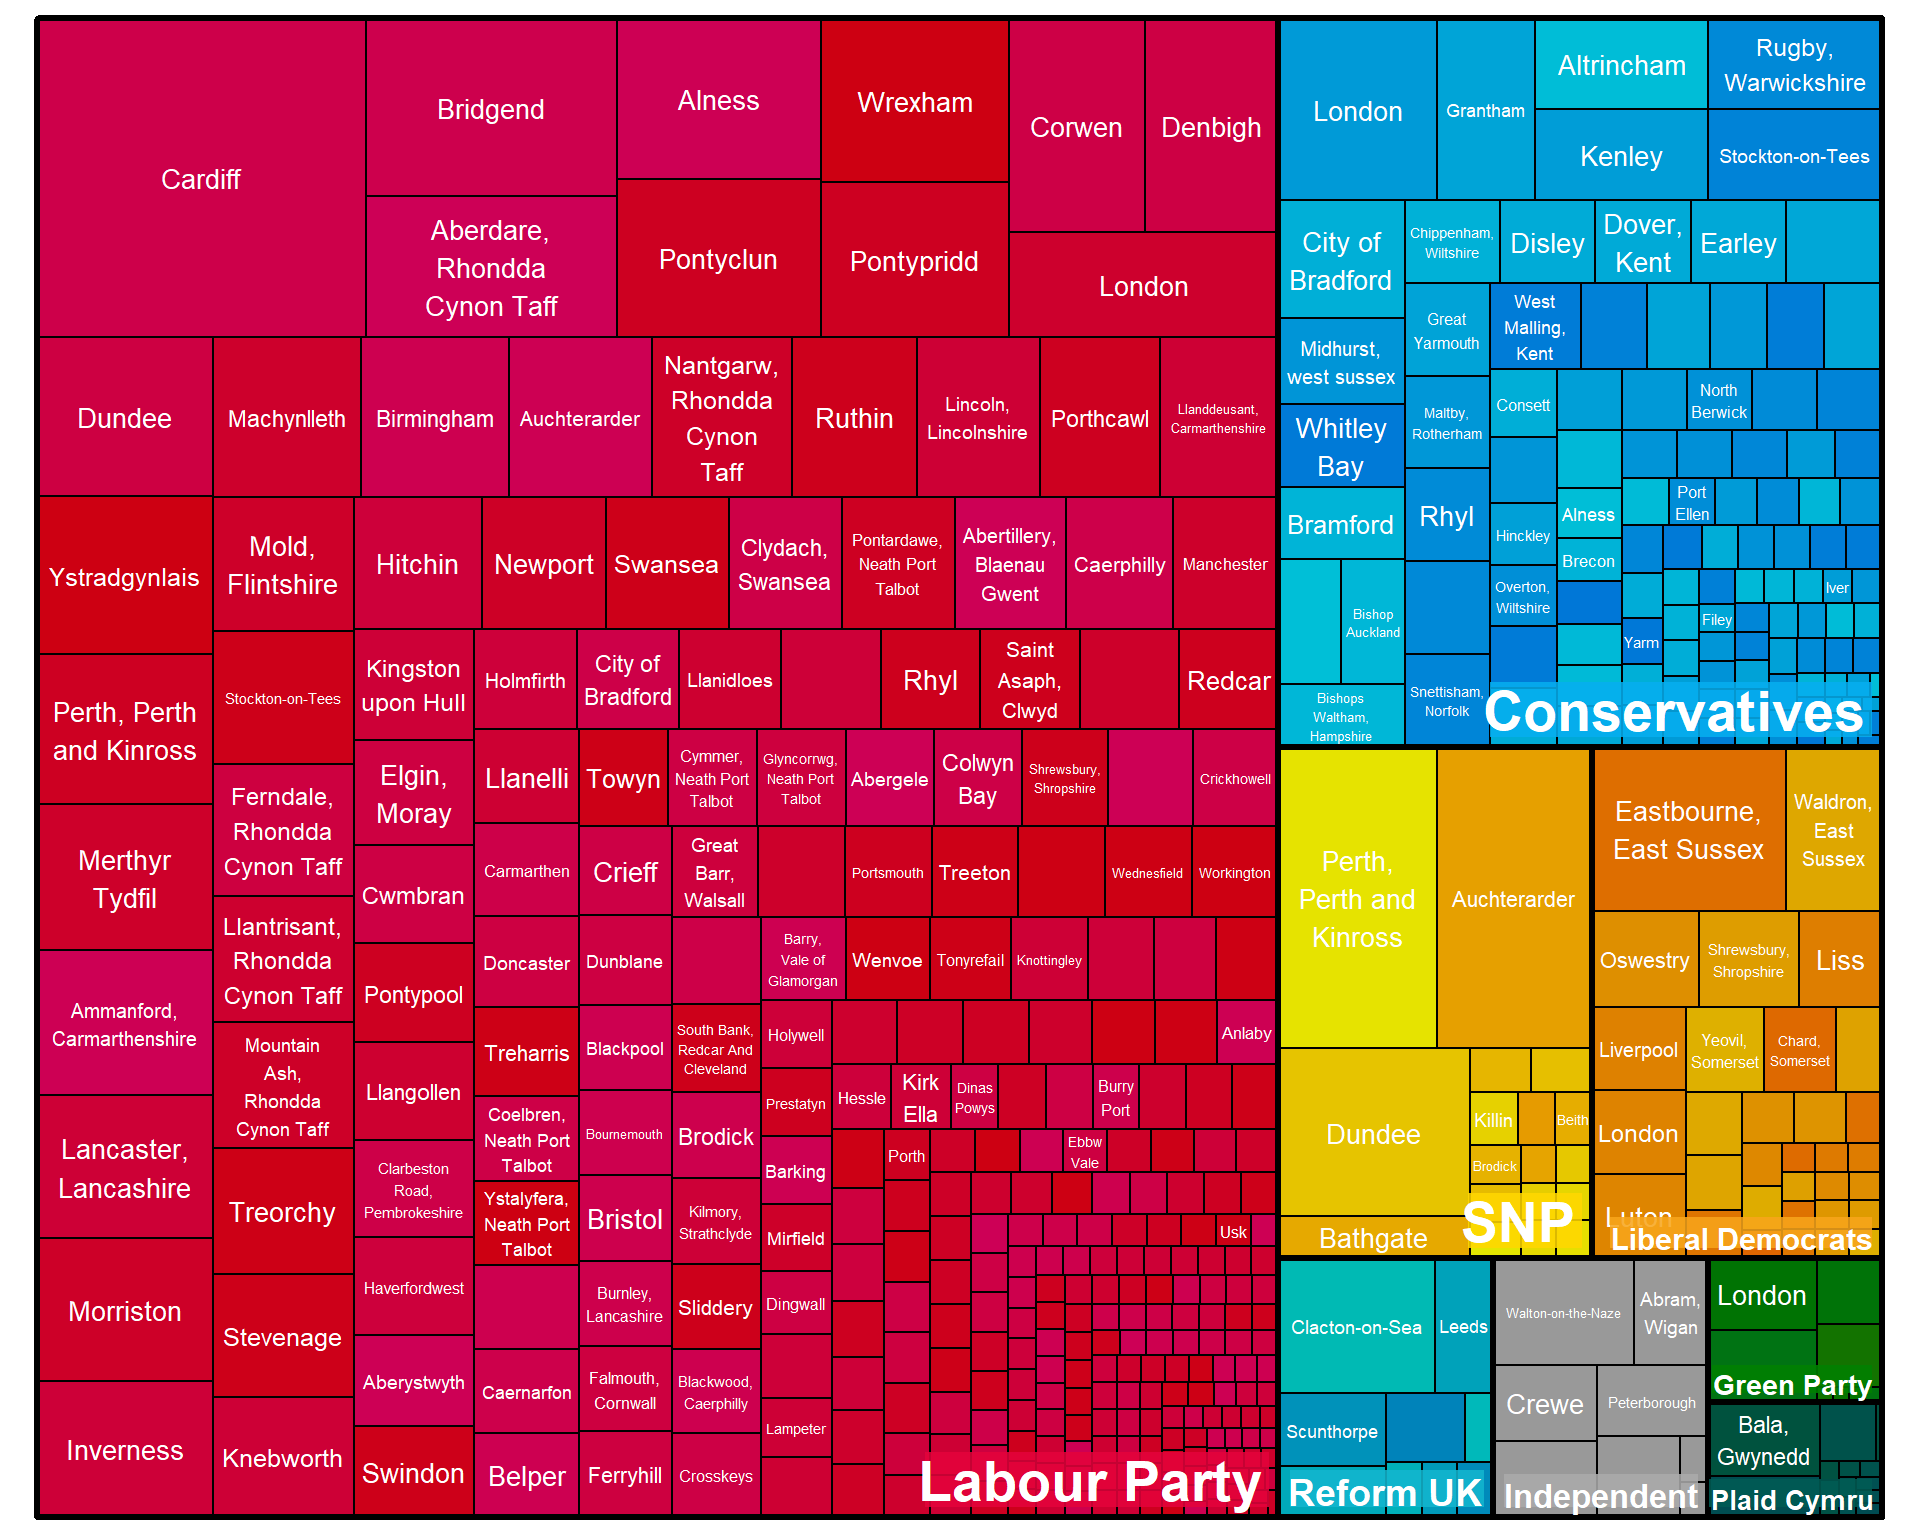 Cardiff
Bridgend
Aberdare,
Rhondda
Cynon Taff
Alness
Pontyclun
Wrexham
Pontypridd
Corwen
Denbigh
London
Dundee
Machynlleth
Birmingham
Auchterarder
Nantgarw,
Rhondda
Cynon
Taff
Ruthin
Lincoln,
Lincolnshire
Porthcawl
Llanddeusant,
Carmarthenshire
Ystradgynlais
Perth, Perth
and Kinross
Merthyr
Tydfil
Ammanford,
Carmarthenshire
Lancaster,
Lancashire
Morriston
Inverness
Mold,
Flintshire
Stockton-on-Tees
Ferndale,
Rhondda
Cynon Taff
Llantrisant,
Rhondda
Cynon Taff
Mountain
Ash,
Rhondda
Cynon Taff
Treorchy
Stevenage
Knebworth
Hitchin
Newport
Swansea
Clydach,
Swansea
Pontardawe,
Neath Port
Talbot
Abertillery,
Blaenau
Gwent
Caerphilly
Manchester
Kingston
upon Hull
Elgin,
Moray
Cwmbran
Pontypool
Llangollen
Clarbeston
Road,
Pembrokeshire
Haverfordwest
Aberystwyth
Swindon
Holmfirth
City of
Bradford
Llanidloes
Rhyl
Saint
Asaph,
Clwyd
Redcar
Llanelli
Carmarthen
Doncaster
Treharris
Coelbren,
Neath Port
Talbot
Ystalyfera,
Neath Port
Talbot
Caernarfon
Belper
Towyn
Cymmer,
Neath Port
Talbot
Glyncorrwg,
Neath Port
Talbot
Abergele
Colwyn
Bay
Shrewsbury,
Shropshire
Crickhowell
Crieff
Dunblane
Blackpool
Bournemouth
Bristol
Burnley,
Lancashire
Falmouth,
Cornwall
Ferryhill
Great
Barr,
Walsall
Portsmouth
Treeton
Wednesfield
Workington
South Bank,
Redcar And
Cleveland
Brodick
Kilmory,
Strathclyde
Sliddery
Blackwood,
Caerphilly
Crosskeys
Barry,
Vale of
Glamorgan
Wenvoe
Tonyrefail
Knottingley
Holywell
Prestatyn
Barking
Mirfield
Dingwall
Lampeter
Anlaby
Hessle
Kirk
Ella
Dinas
Powys
Burry
Port
Porth
Ebbw
Vale
Usk
Labour Party
London
Grantham
Altrincham
Rugby,
Warwickshire
Kenley
Stockton-on-Tees
City of
Bradford
Midhurst,
west sussex
Whitley
Bay
Bramford
Bishop
Auckland
Bishops
Waltham,
Hampshire
Chippenham,
Wiltshire
Disley
Dover,
Kent
Earley
Great
Yarmouth
Maltby,
Rotherham
Rhyl
Snettisham,
Norfolk
West
Malling,
Kent
Consett
North
Berwick
Hinckley
Overton,
Wiltshire
Alness
Brecon
Port
Ellen
Iver
Filey
Yarm
Conservatives
Perth,
Perth and
Kinross
Auchterarder
Dundee
Bathgate
Killin
Beith
Brodick
SNP
Eastbourne,
East Sussex
Waldron,
East
Sussex
Oswestry
Shrewsbury,
Shropshire
Liss
Liverpool
Yeovil,
Somerset
Chard,
Somerset
London
Luton
Liberal Democrats
Clacton-on-Sea
Leeds
Scunthorpe
Reform UK
Walton-on-the-Naze
Abram,
Wigan
Crewe
Peterborough
Independent
London
Green Party
Bala,
Gwynedd
Plaid Cymru